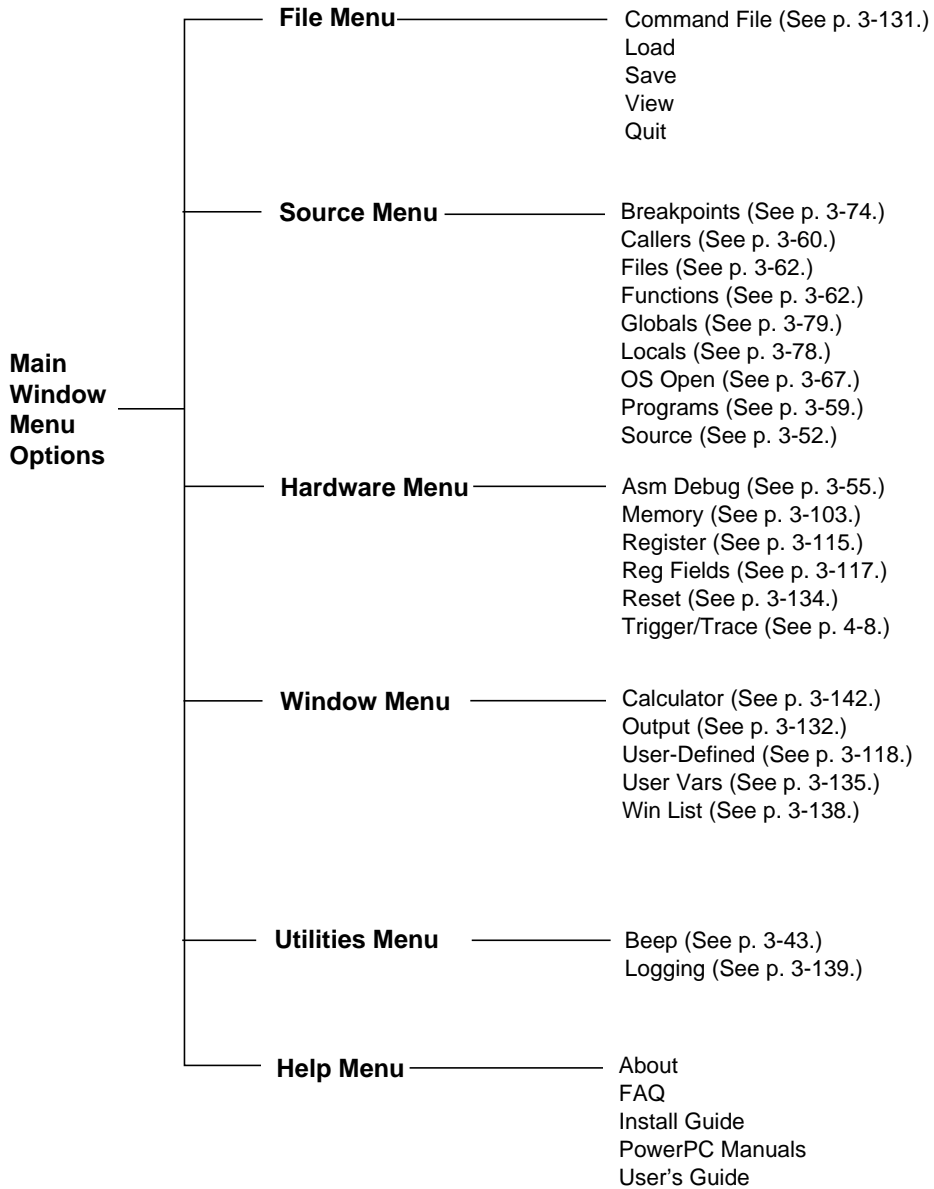 File Menu
Command File (See p. 3-131.)
Load
Save
View
Quit
Source Menu
Breakpoints (See p. 3-74.)
Callers (See p. 3-60.)
Files (See p. 3-62.)
Functions (See p. 3-62.)
Globals (See p. 3-79.)
Locals (See p. 3-78.)
OS Open (See p. 3-67.)
Programs (See p. 3-59.)
Source (See p. 3-52.)
Main
Window
Menu
Options
Hardware Menu
Asm Debug (See p. 3-55.)
Memory (See p. 3-103.)
Register (See p. 3-115.)
Reg Fields (See p. 3-117.)
Reset (See p. 3-134.)
Trigger/Trace (See p. 4-8.)
Window Menu
Calculator (See p. 3-142.)
Output (See p. 3-132.)
User-Defined (See p. 3-118.)
User Vars (See p. 3-135.)
Win List (See p. 3-138.)
Utilities Menu
Beep (See p. 3-43.)
Logging (See p. 3-139.)
Help Menu
About
FAQ
Install Guide
PowerPC Manuals
User's Guide